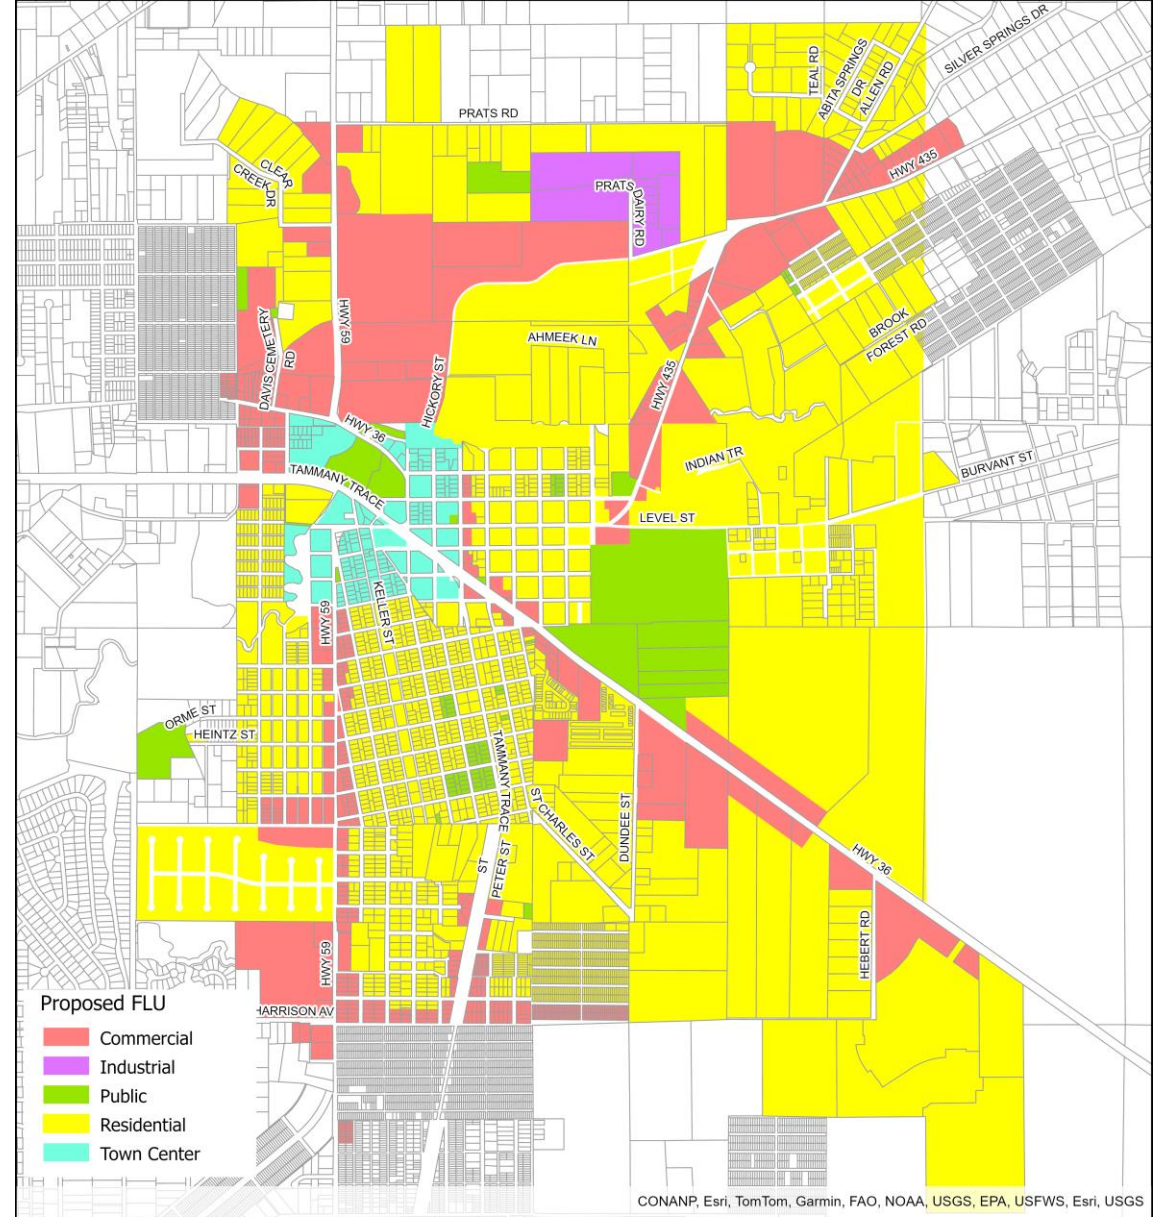 SILVER SPRINGS DR
TEAL RD
ABITA SPRINGS
DR
ALLEN RD
PRATS RD
HWY 435
CLEAR
CREEK DR
PRATS
DAIRY RD
HWY 59
BROOK
FOREST RD
DAVIS CEMETERY
RD
AHMEEK LN
HICKORY ST
HWY 435
HWY 36
INDIAN TR
BURVANT ST
TAMMANY TRACE
LEVEL ST
KELLER ST
HWY 59
ORME ST
HEINTZ ST
TAMMANY TRACE
ST CHARLES ST
DUNDEE ST
ST
PETER ST
HWY 36
HEBERT RD
HWY 59
HARRISON AV
Proposed FLU
Commercial
Industrial
Public
Residential
Town Center
CONANP, Esri, TomTom, Garmin, FAO, NOAA, USGS, EPA, USFWS, Esri, USGS